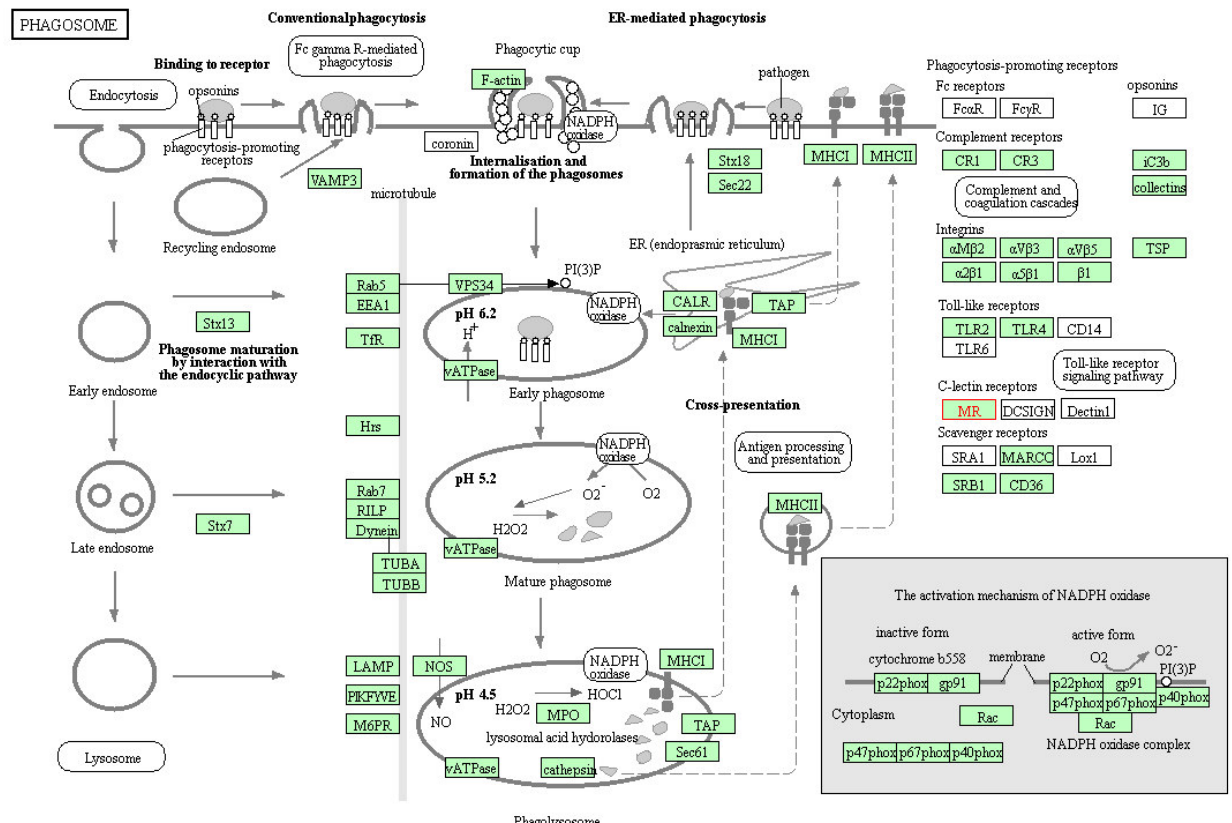 PHAGOSOME
Conventionalphagocytosis
ER-mediated phagocytosis
Fc gamma R-mediated
phagocytosis
Phagocytic cup
Binding to receptor
F-actin
pathogen
Phagocytosis-promoting receptors
Endocytosis
opsonins
Fc receptors
opsonins
FcαR
FcγR
IG
NADPH
oxidase
coronin
phagocytosis-promoting
receptors
Internalisation and
formation of the phagosomes
Stx18
Sec22
MHCI
MHCII
Complement receptors
CR1
CR3
iC3b
collectins
Complement and
coagulation cascades
VAMP3
microtubule
Recycling endosome
ER (endoprasmic reticulum)
Integrins
αMβ2
αVβ3
αVβ5
TSP
α2β1
α5β1
β1
Rab5
EEA1
VPS34
PI(3)P
NADPH
oxidase
CALR
calnexin
TAP
MHCI
Stx13
TfR
pH 6.2
H+
vATPase
Phagosome maturation
by interaction with
the endocyclic pathway
Early endosome
Early phagosome
Toll-like receptors
TLR2
TLR4
CD14
TLR6
Toll-like receptor
signaling pathway
Cross-presentation
C-lectin receptors
MR
DCSIGN
Dectin1
Hrs
NADPH
oxidase
Antigen processing
and presentation
Scavenger receptors
SRA1
MARCO
Lox1
SRB1
CD36
pH 5.2
O2-
O2
H2O2
vATPase
MHCII
Rab7
RILP
Dynein
Stx7
Late endosome
TUBA
TUBB
Mature phagosome
The activation mechanism of NADPH oxidase
inactive form
active form
cytochrome b558
membrane
O2
O2-
PI(3)P
p22phox
gp91
p22phox
gp91
p47phox
p67phox
p40phox
Cytoplasm
Rac
Rac
NADPH oxidase complex
p47phox
p67phox
p40phox
LAMP
NOS
NADPH
oxidase
MHCI
PIKFYVE
pH 4.5
HOCl
H2O2
MPO
M6PR
NO
TAP
lysosomal acid hydorolases
Sec61
Lysosome
vATPase
cathepsin
Phagolysosome